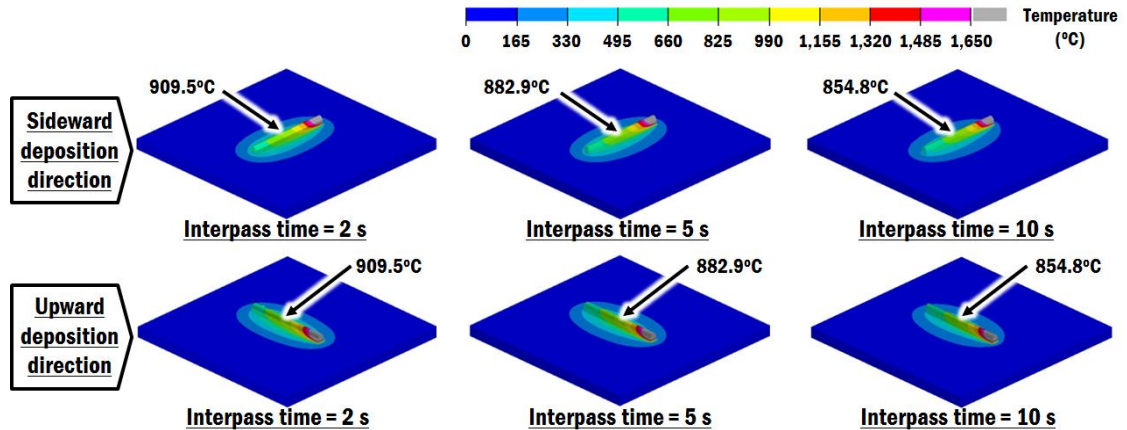 Temperature
(ºC)
0 165 330 495 660 825 990 1,155 1,320 1,485 1,650
Sideward
deposition
direction
909.5ºC
882.9ºC
854.8ºC
Interpass time = 2 s
Interpass time = 5 s
Interpass time = 10 s
Upward
deposition
direction
909.5ºC
882.9ºC
854.8ºC
Interpass time = 2 s
Interpass time = 5 s
Interpass time = 10 s